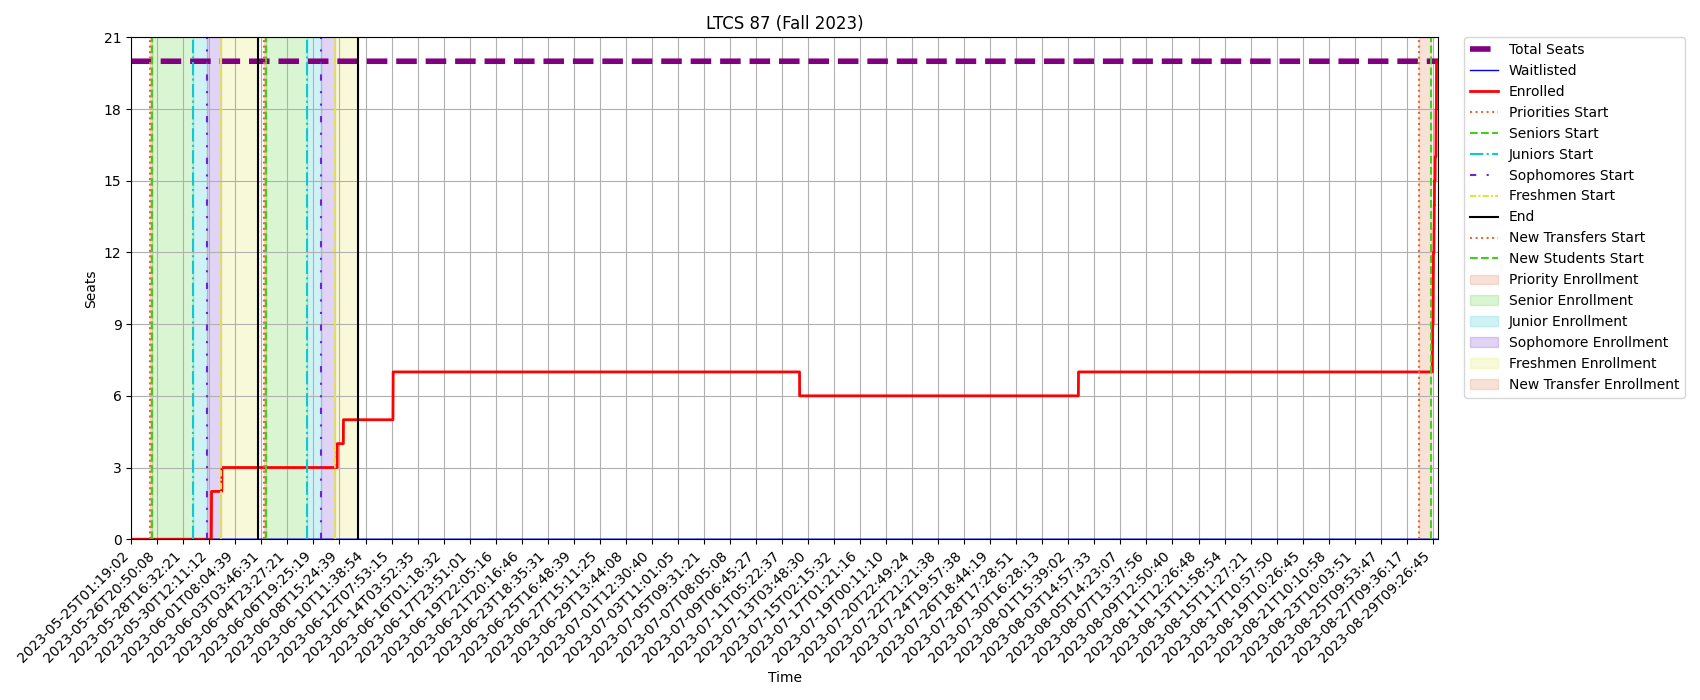 LTCS 87 (Fall 2023)
21
18
15
12
9
6
3
0
Seats
2023-05-25T01:19:02
2023-05-26T20:50:08
2023-05-28T16:32:21
2023-05-30T12:11:12
2023-06-01T08:04:39
2023-06-03T03:46:31
2023-06-04T23:27:21
2023-06-06T19:25:19
2023-06-08T15:24:39
2023-06-10T11:38:54
2023-06-12T07:53:15
2023-06-14T03:52:35
2023-06-16T01:18:32
2023-06-17T23:51:01
2023-06-19T22:05:16
2023-06-21T20:16:46
2023-06-23T18:35:31
2023-06-25T16:48:39
2023-06-27T15:11:25
2023-06-29T13:44:08
2023-07-01T12:30:40
2023-07-03T11:01:05
2023-07-05T09:31:21
2023-07-07T08:05:08
2023-07-09T06:45:27
2023-07-11T05:22:37
2023-07-13T03:48:30
2023-07-15T02:15:32
2023-07-17T01:21:16
2023-07-19T00:11:10
2023-07-20T22:49:24
2023-07-22T21:21:38
2023-07-24T19:57:38
2023-07-26T18:44:19
2023-07-28T17:28:51
2023-07-30T16:28:13
2023-08-01T15:39:02
2023-08-03T14:57:33
2023-08-05T14:23:07
2023-08-07T13:37:56
2023-08-09T12:50:40
2023-08-11T12:26:48
2023-08-13T11:58:54
2023-08-15T11:27:21
2023-08-17T10:57:50
2023-08-19T10:26:45
2023-08-21T10:10:58
2023-08-23T10:03:51
2023-08-25T09:53:47
2023-08-27T09:36:17
2023-08-29T09:26:45
Time
Total Seats
Waitlisted
Enrolled
Priorities Start
Seniors Start
Juniors Start
Sophomores Start
Freshmen Start
End
New Transfers Start
New Students Start
Priority Enrollment
Senior Enrollment
Junior Enrollment
Sophomore Enrollment
Freshmen Enrollment
New Transfer Enrollment